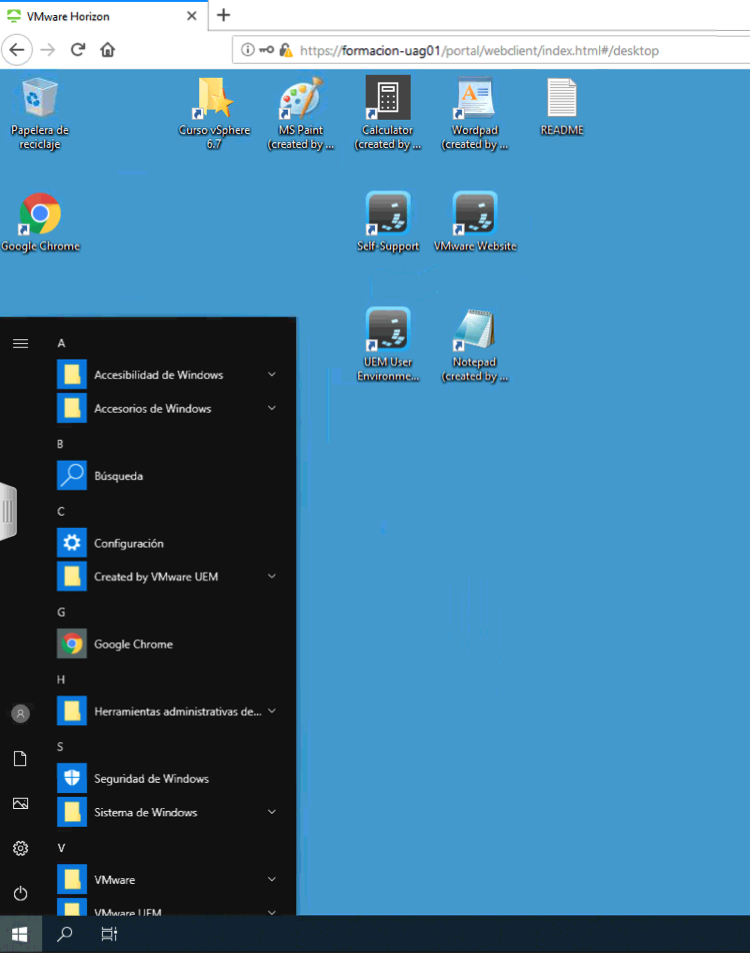 VMware Horizon
https://formacion-uag01/portal/webclient/index.html#/desktop
Papelera de
reciclaje
Curso vSphere
6.7
MS Paint
(created by ...
Calculator
(created by ...
Wordpad
(created by ...
README
Google Chrome
Self-Support
VMware Website
UEM User
Environme...
Notepad
(created by ...
A
Accesibilidad de Windows
Accesorios de Windows
B
Búsqueda
C
Configuración
Created by VMware UEM
G
Google Chrome
H
Herramientas administrativas de...
S
Seguridad de Windows
Sistema de Windows
V
VMware
VMware UEM